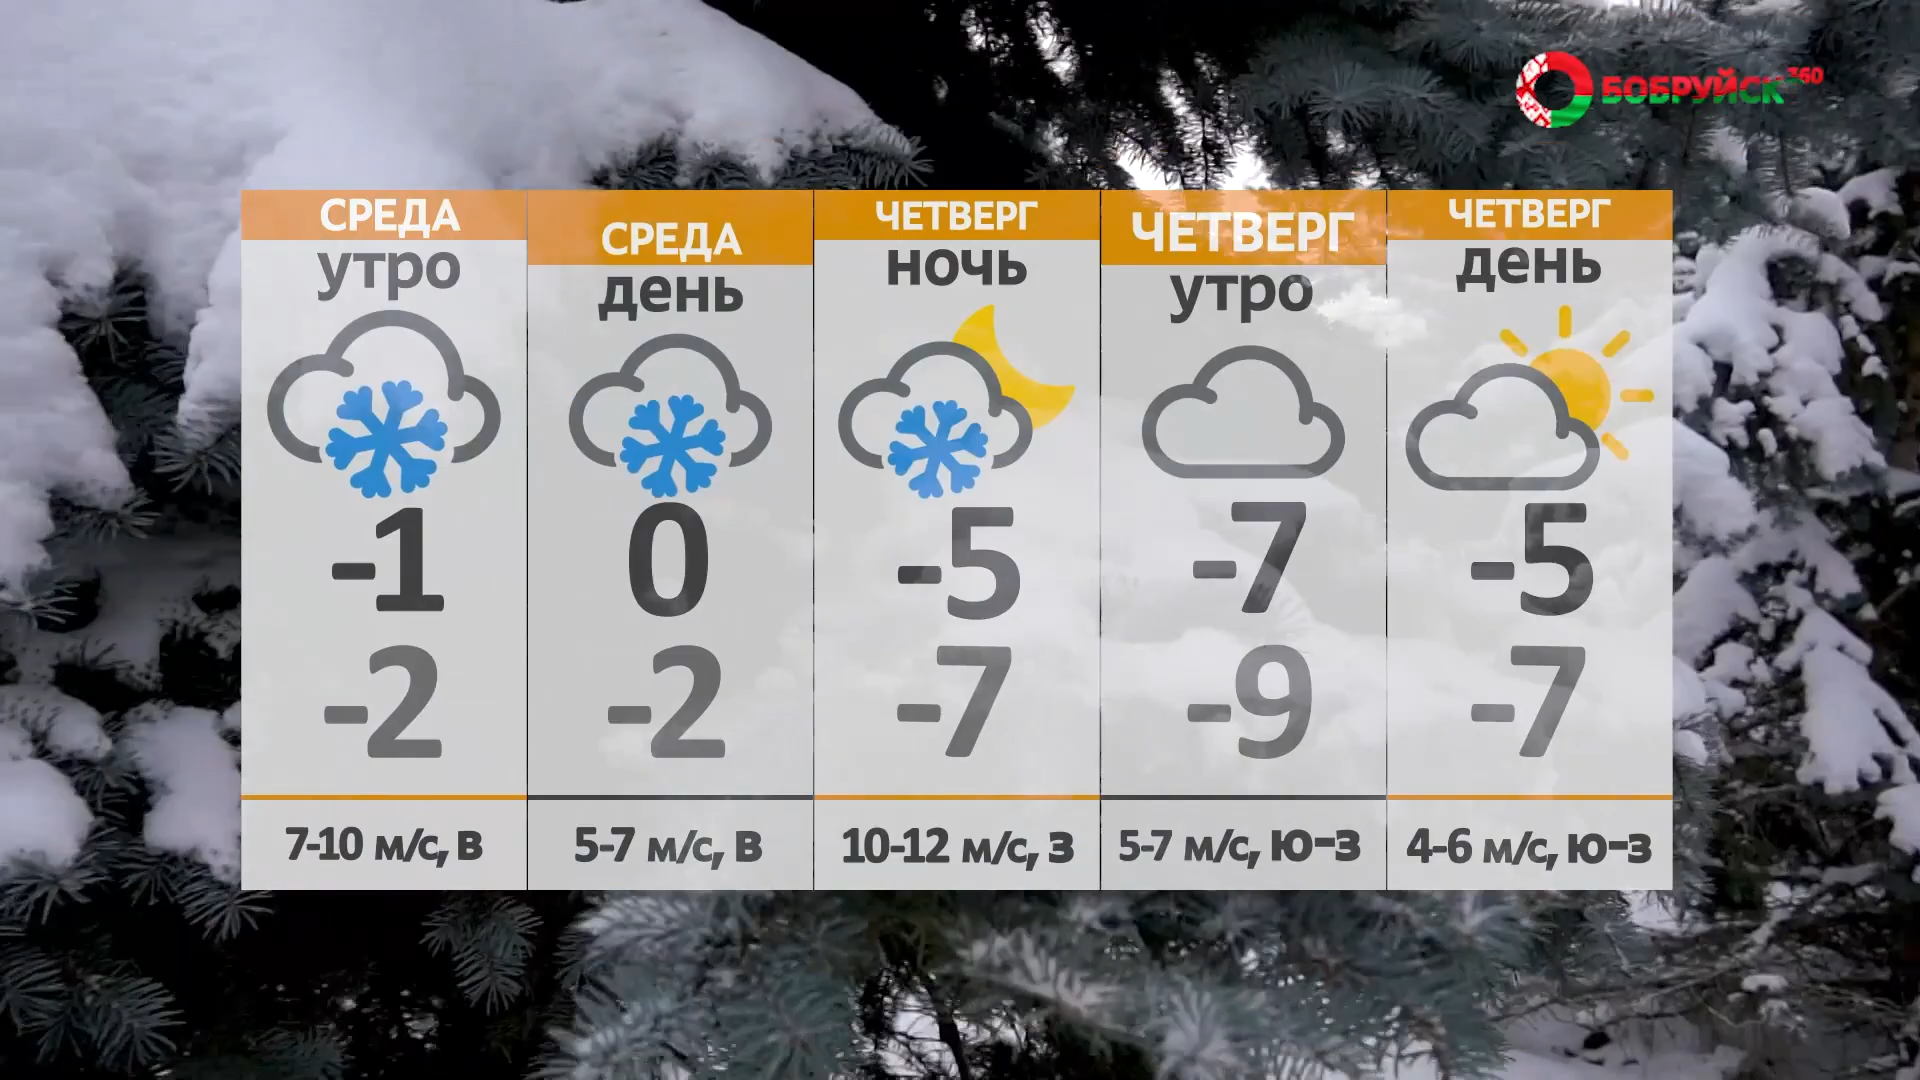 БОБРУЙСК 360
СРЕДА
утро
-1
-2
7-10 м/с, В
СРЕДА
день
0
-2
5-7 м/с, В
ЧЕТВЕРГ
ночь
-5
-7
10-12 м/с, З
ЧЕТВЕРГ
утро
-7
-9
5-7 м/с, Ю-З
ЧЕТВЕРГ
день
-5
-7
4-6 м/с, Ю-З